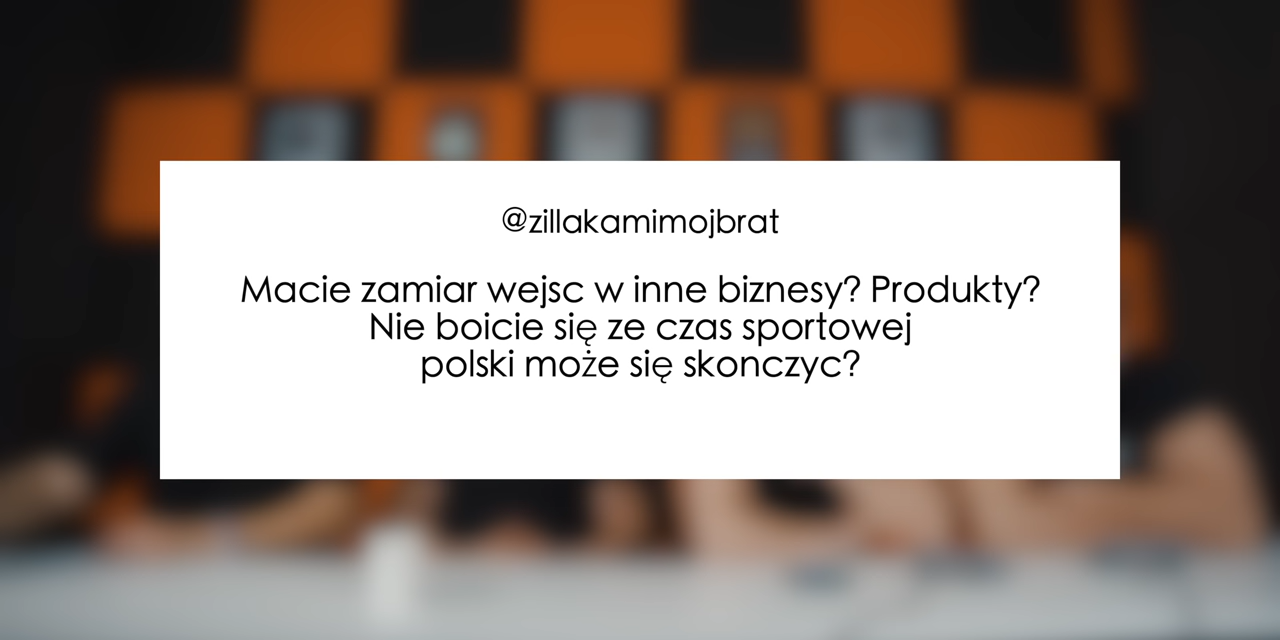 @zillakamimojbrat
Macie zamiar wejsc w inne biznesy? Produkty?
Nie boicie się ze czas sportowej
polski może się skonczyc?